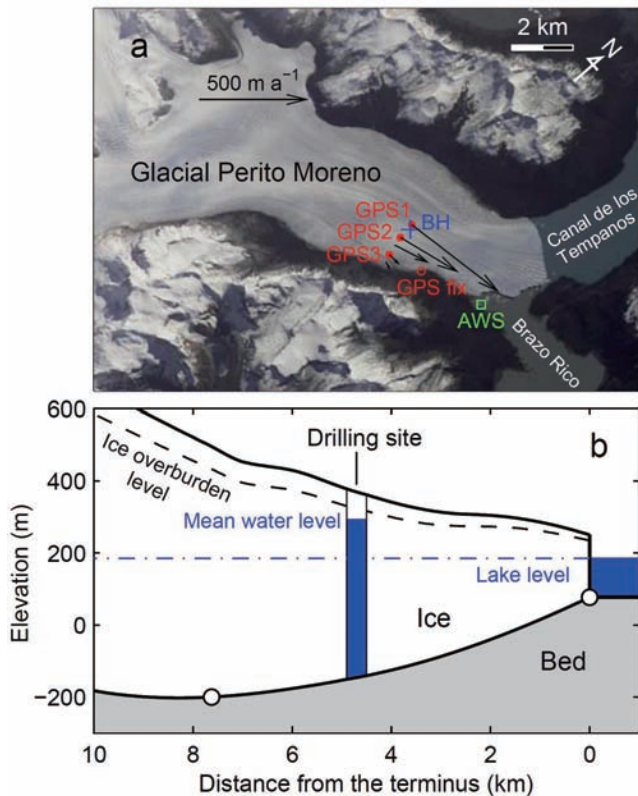 a
2 km
N
500 m a⁻¹
Glacial Perito Moreno
GPS1
BH
GPS2
GPS3
GPS fix
AWS
Canal de los
Tempanos
Brazo Rico
b
600
400
200
0
−200
Elevation (m)
Ice overburden
level
Drilling site
Mean water level
Lake level
Ice
Bed
10
8
6
4
2
0
Distance from the terminus (km)